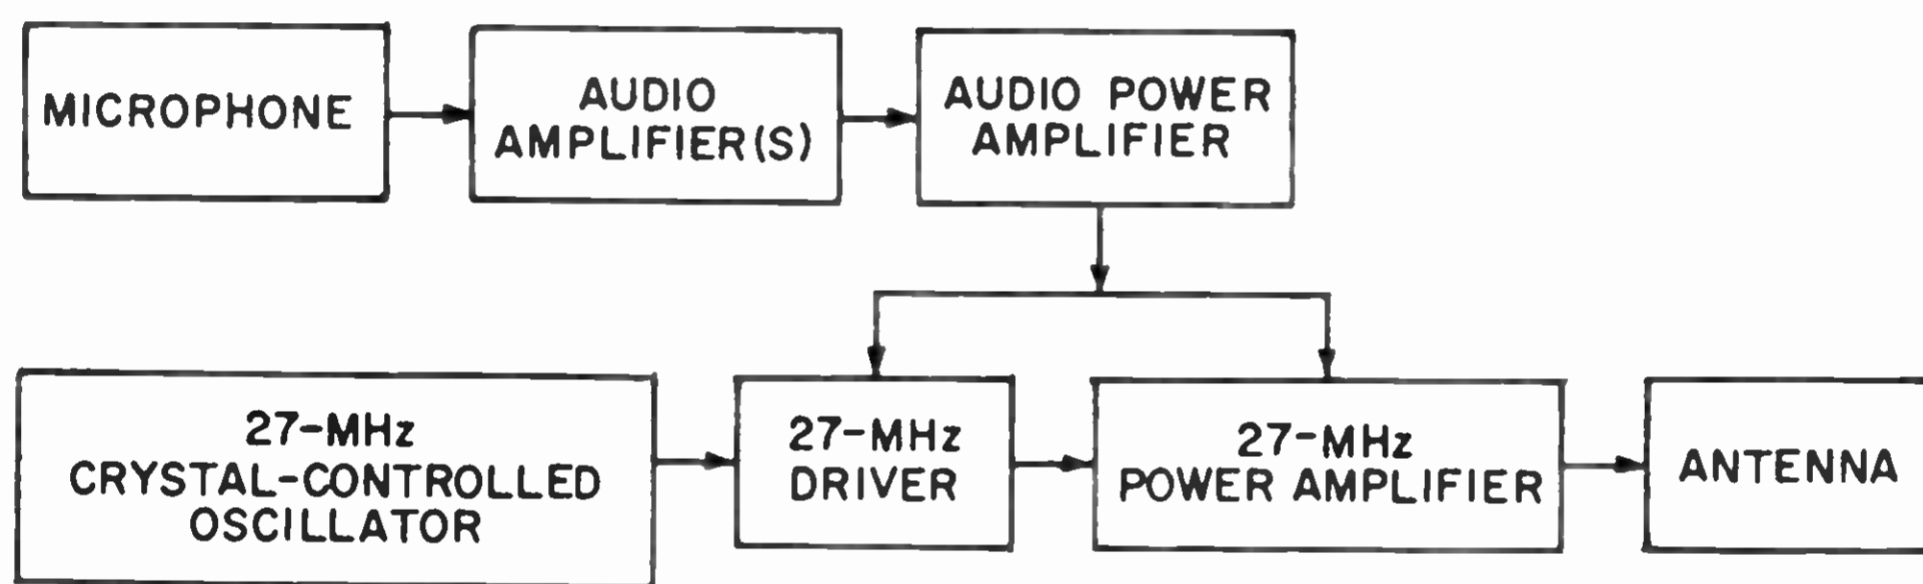 MICROPHONE
AUDIO
AMPLIFIER(S)
AUDIO POWER
AMPLIFIER
27-MHz
CRYSTAL-CONTROLLED
OSCILLATOR
27-MHz
DRIVER
27-MHz
POWER AMPLIFIER
ANTENNA